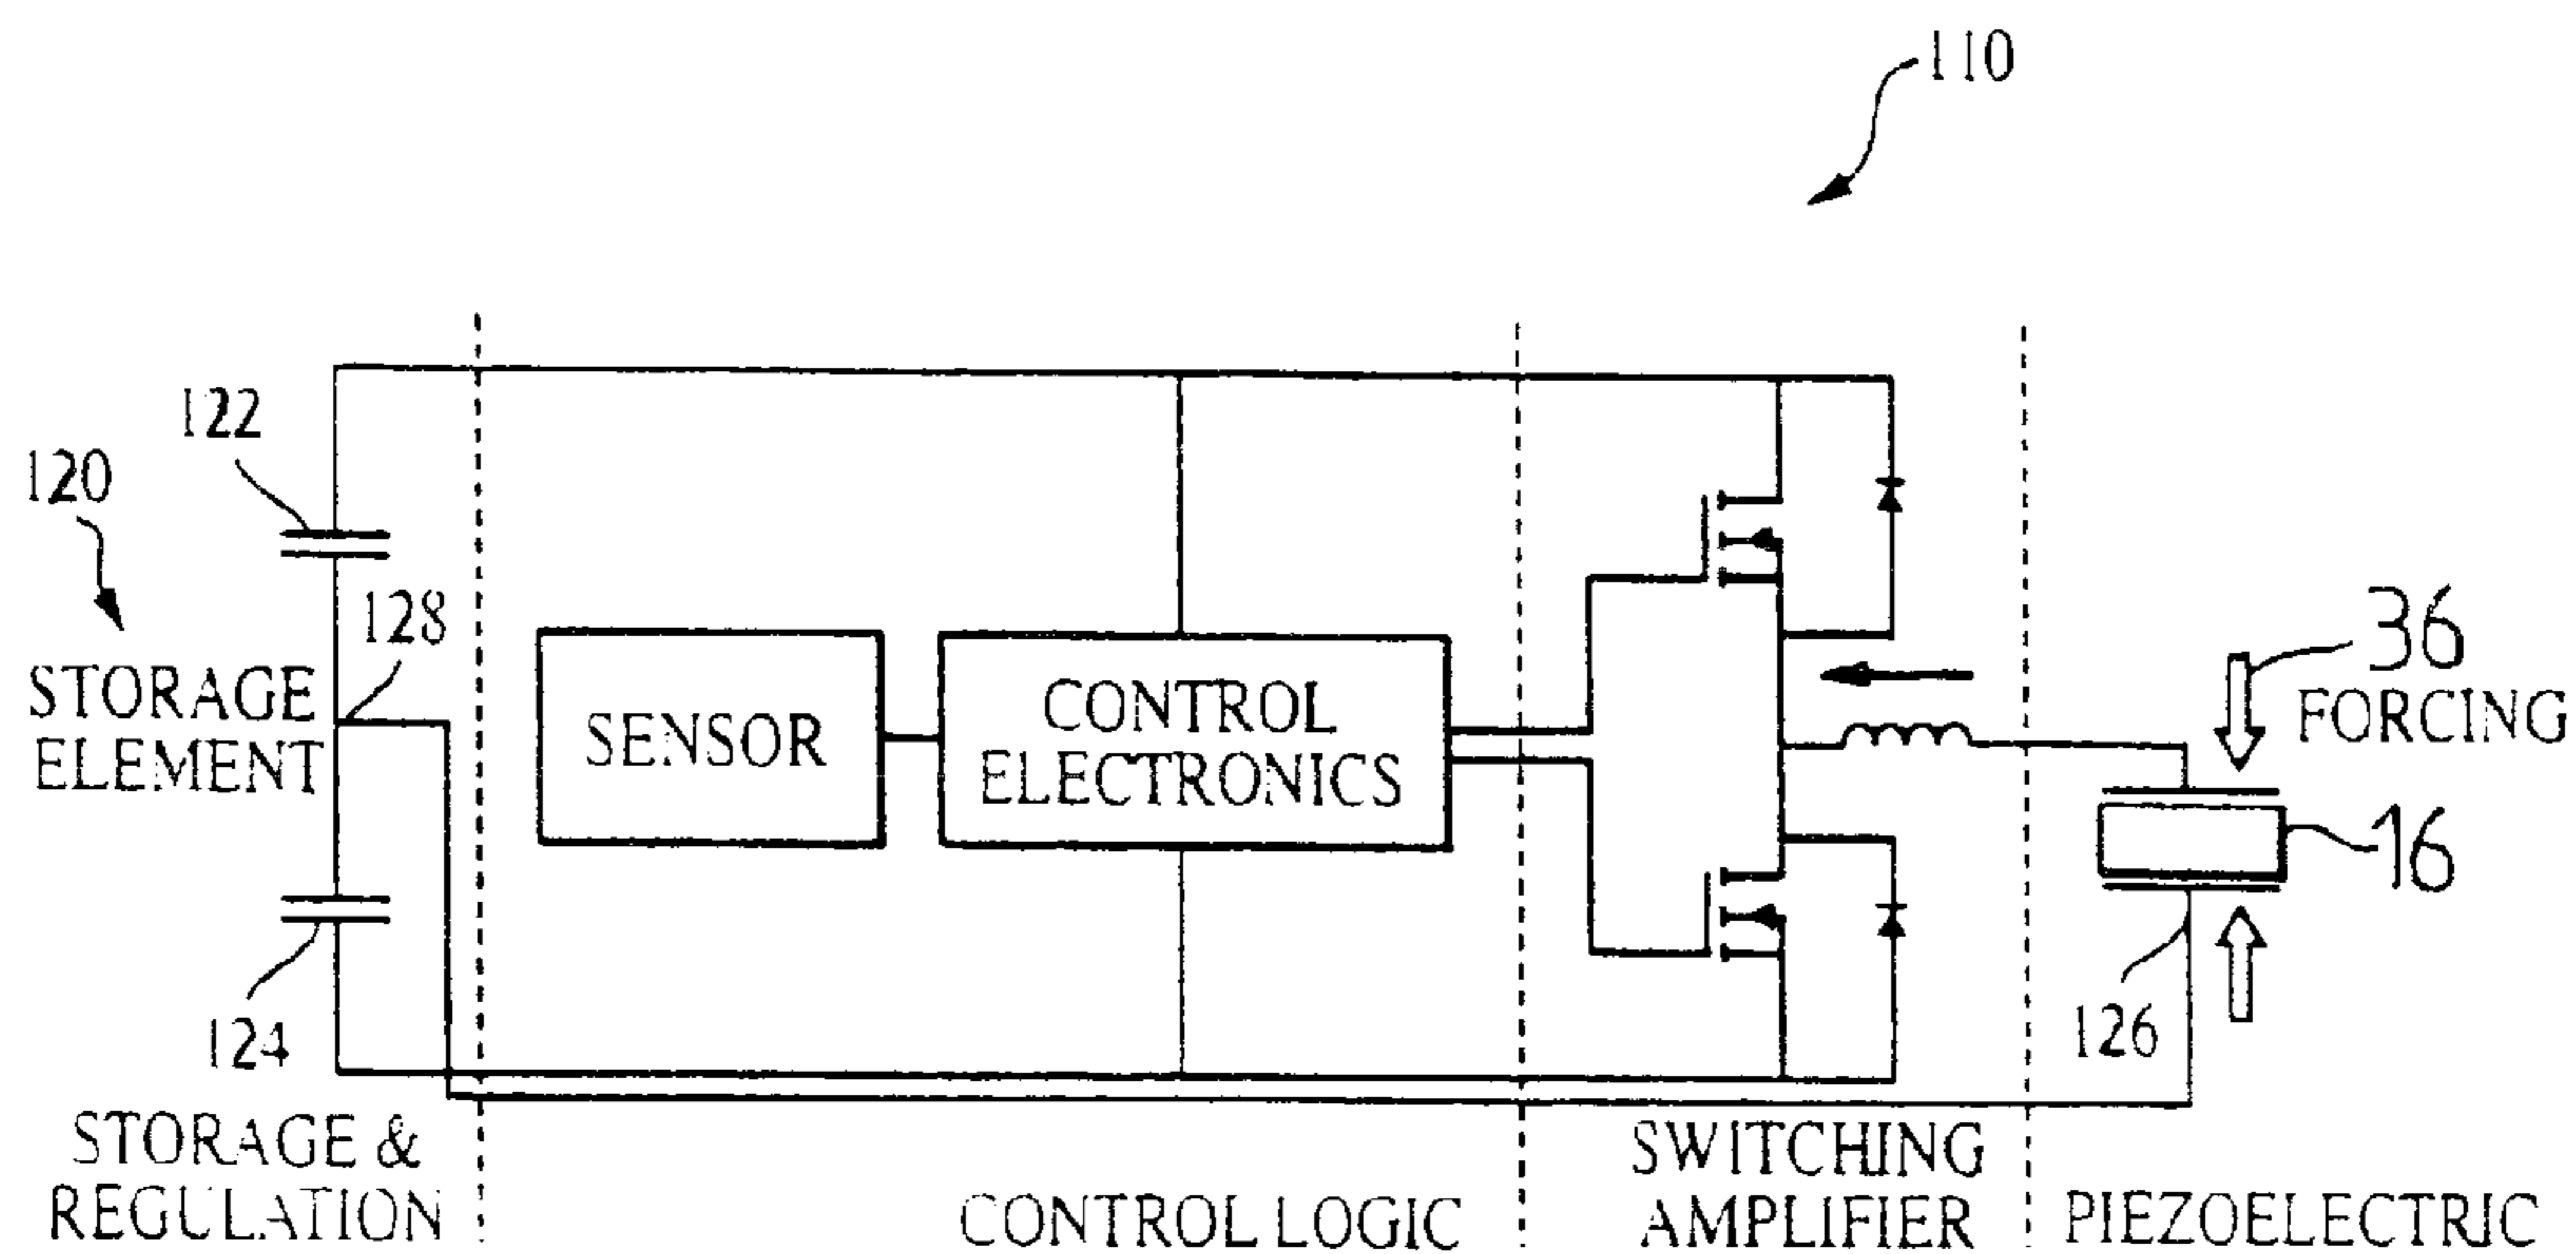 110
122
120
128
STORAGE
ELEMENT
SENSOR
CONTROL
ELECTRONICS
36
FORCING
16
124
126
STORAGE &
REGULATION
CONTROL LOGIC
SWITCHING
AMPLIFIER
PIEZOELECTRIC